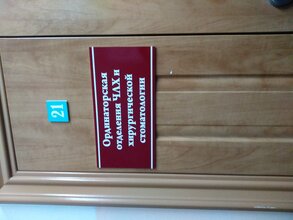 21
Ординаторская
отделения ЧЛХ и
хирургической
стоматологии